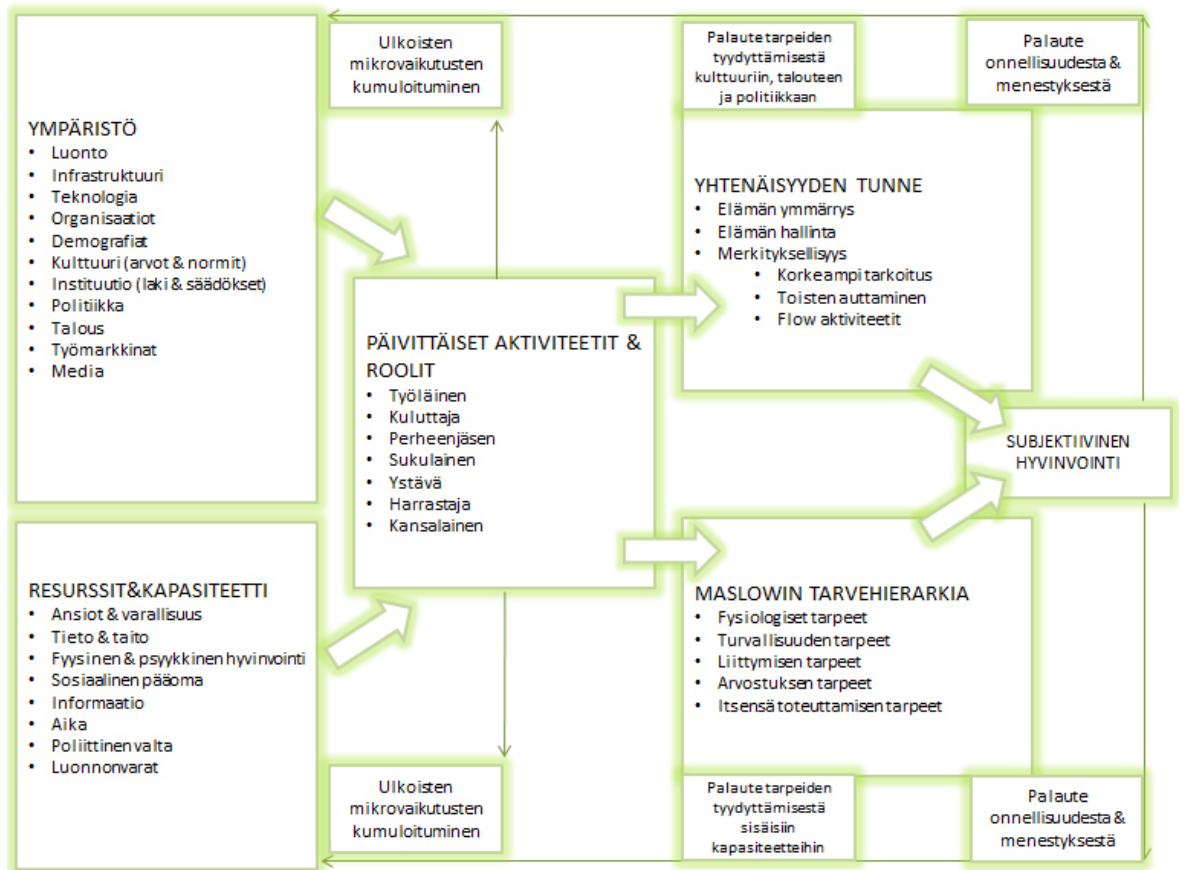 Ulkoisten
mikrovaikutusten
kumuloituminen
Palaute tarpeiden
tyydyttämisestä
kulttuuriin, talouteen
ja politiikkaan
Palaute
onnellisuudesta &
menestyksestä
YMPÄRISTÖ
• Luonto
• Infrastruktuuri
• Teknologia
• Organisaatiot
• Demografiat
• Kulttuuri (arvot & normit)
• Instituutio (laki & säädökset)
• Politiikka
• Talous
• Työmarkkinat
• Media
YHTENÄISYYDEN TUNNE
• Elämän ymmärrys
• Elämän hallinta
• Merkityksellisyys
• Korkeampi tarkoitus
• Toisten auttaminen
• Flow aktiviteetit
PÄIVITTÄISET AKTIVITEETIT &
ROOLIT
• Työläinen
• Kuluttaja
• Perheenjäsen
• Sukulainen
• Ystävä
• Harrastaja
• Kansalainen
SUBJEKTIIVINEN
HYVINVOINTI
RESURSSIT&KAPASITEETTI
• Ansiot & varallisuus
• Tieto & taito
• Fyysinen & psyykkinen hyvinvointi
• Sosiaalinen pääoma
• Informaatio
• Aika
• Poliittinen valta
• Luonnonvarat
MASLOWIN TARVEHIERARKIA
• Fysiologiset tarpeet
• Turvallisuuden tarpeet
• Liittymisen tarpeet
• Arvostuksen tarpeet
• Itsensä toteuttamisen tarpeet
Ulkoisten
mikrovaikutusten
kumuloituminen
Palaute tarpeiden
tyydyttämisestä
sisäisiin
kapasiteetteihin
Palaute
onnellisuudesta &
menestyksestä